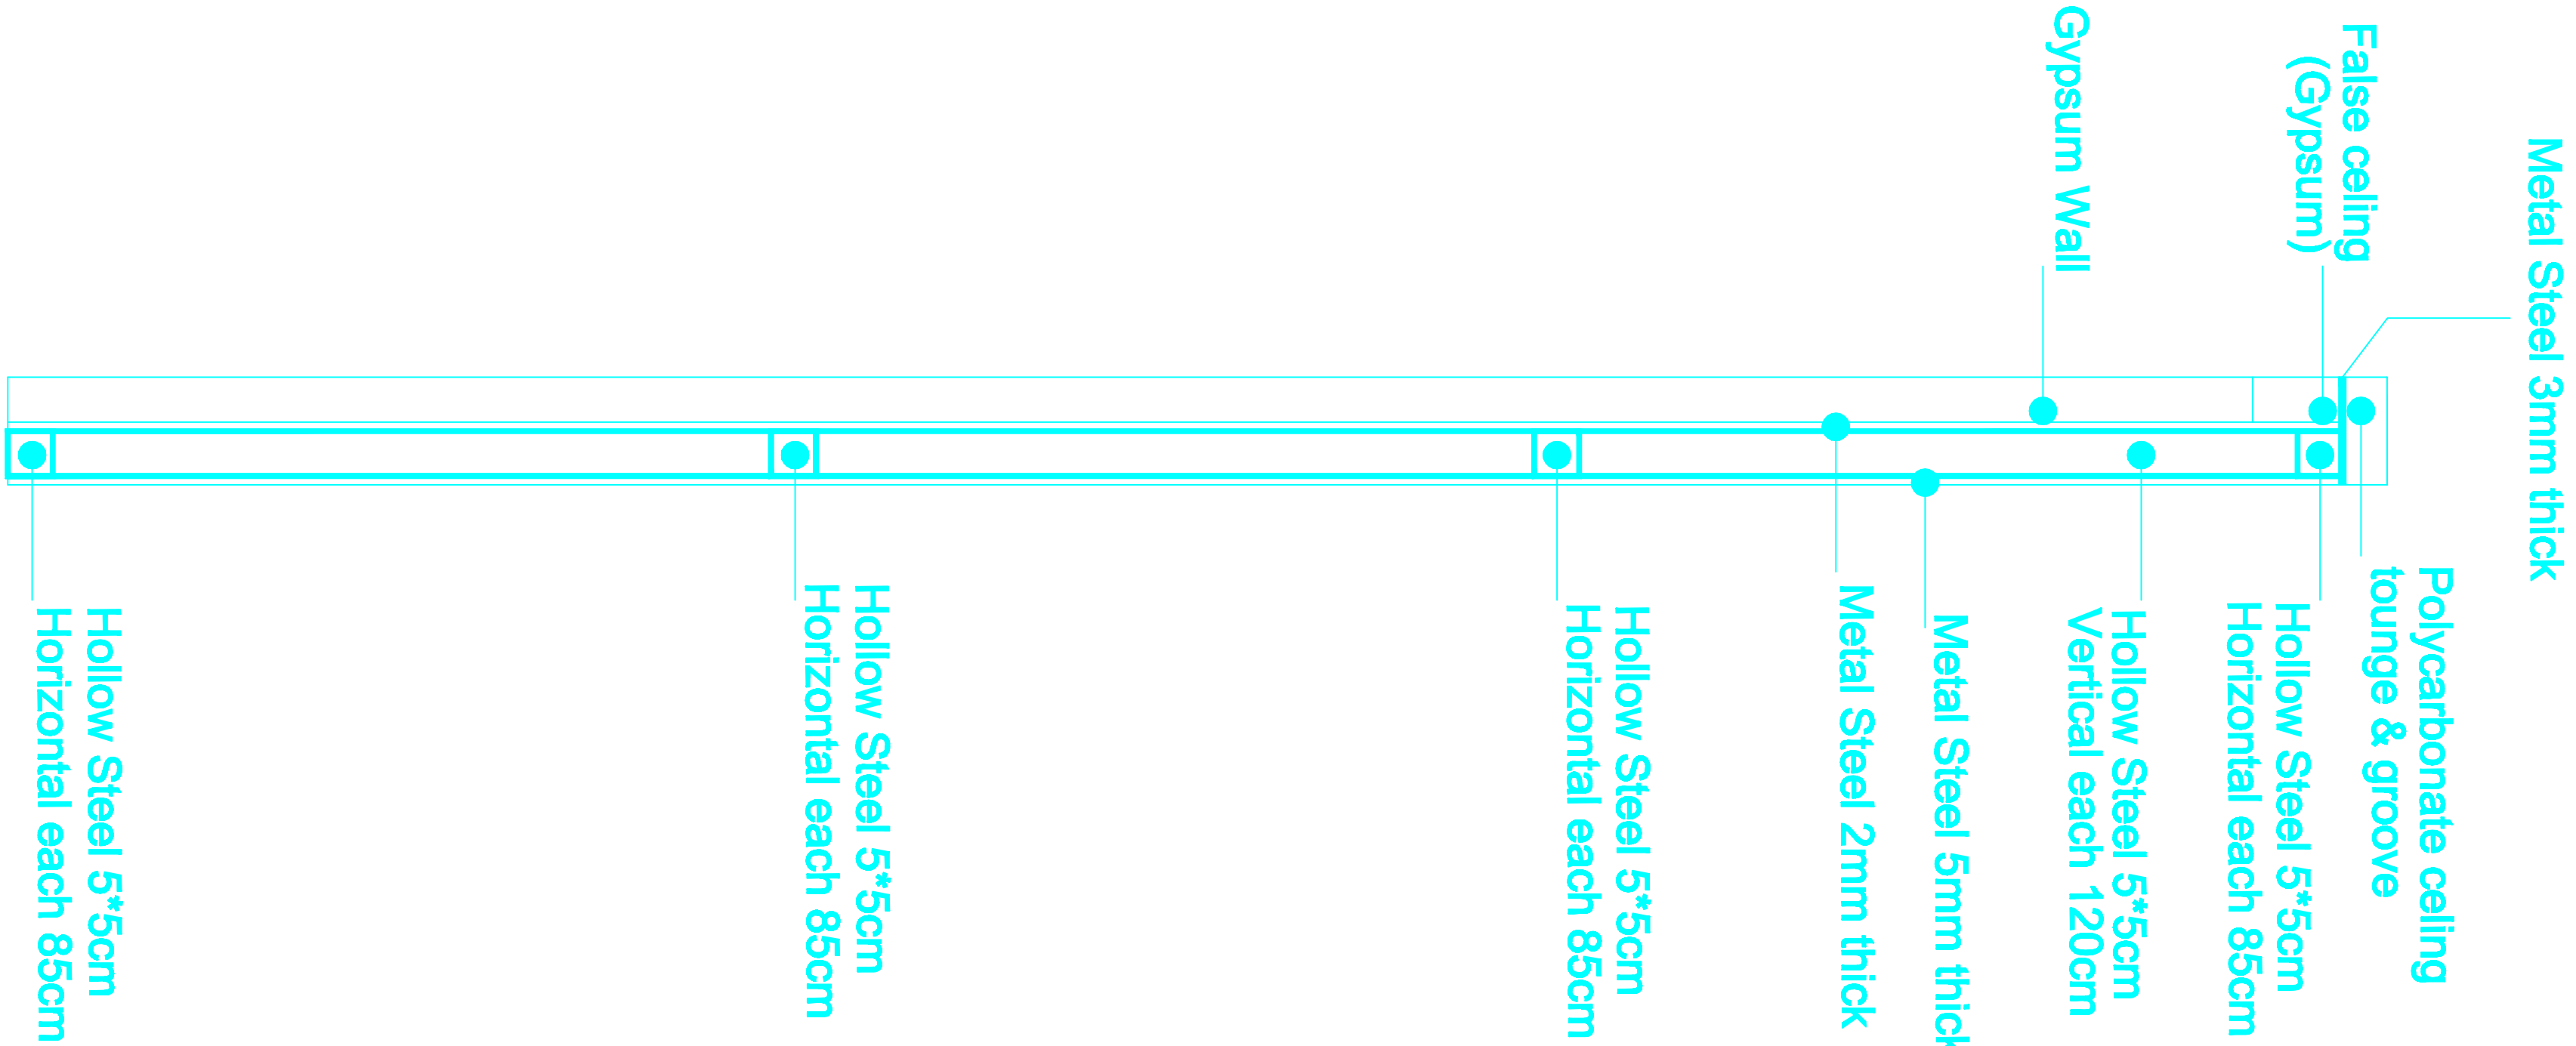 Metal Steel 3mm thick
False celing
(Gypsum)
Gypsum Wall
Polycarbonate celing
tounge & groove
Hollow Steel 5*5cm
Horizontal each 85cm
Hollow Steel 5*5cm
Vertical each 120cm
Metal Steel 5mm thick
Metal Steel 2mm thick
Hollow Steel 5*5cm
Horizontal each 85cm
Hollow Steel 5*5cm
Horizontal each 85cm
Hollow Steel 5*5cm
Horizontal each 85cm